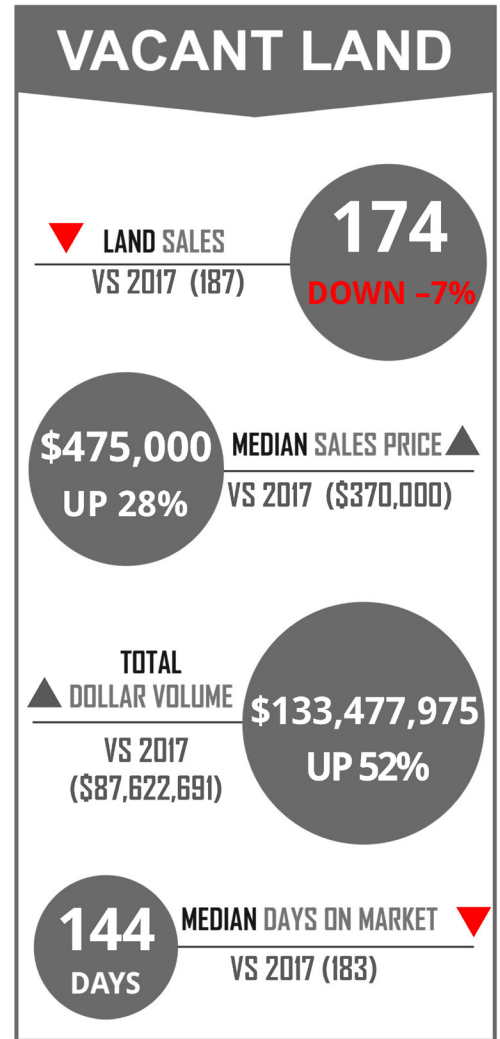 VACANT LAND
LAND SALES
VS 2017 (187)
174
DOWN –7%
$475,000
UP 28%
MEDIAN SALES PRICE
VS 2017 ($370,000)
TOTAL
DOLLAR VOLUME
VS 2017
($87,622,691)
$133,477,975
UP 52%
144
DAYS
MEDIAN DAYS ON MARKET
VS 2017 (183)